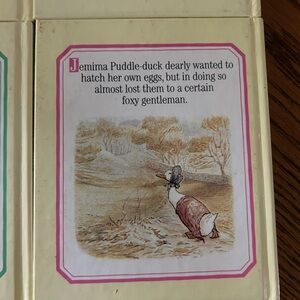 Jemima Puddle-duck dearly wanted to
hatch her own eggs, but in doing so
almost lost them to a certain
foxy gentleman.